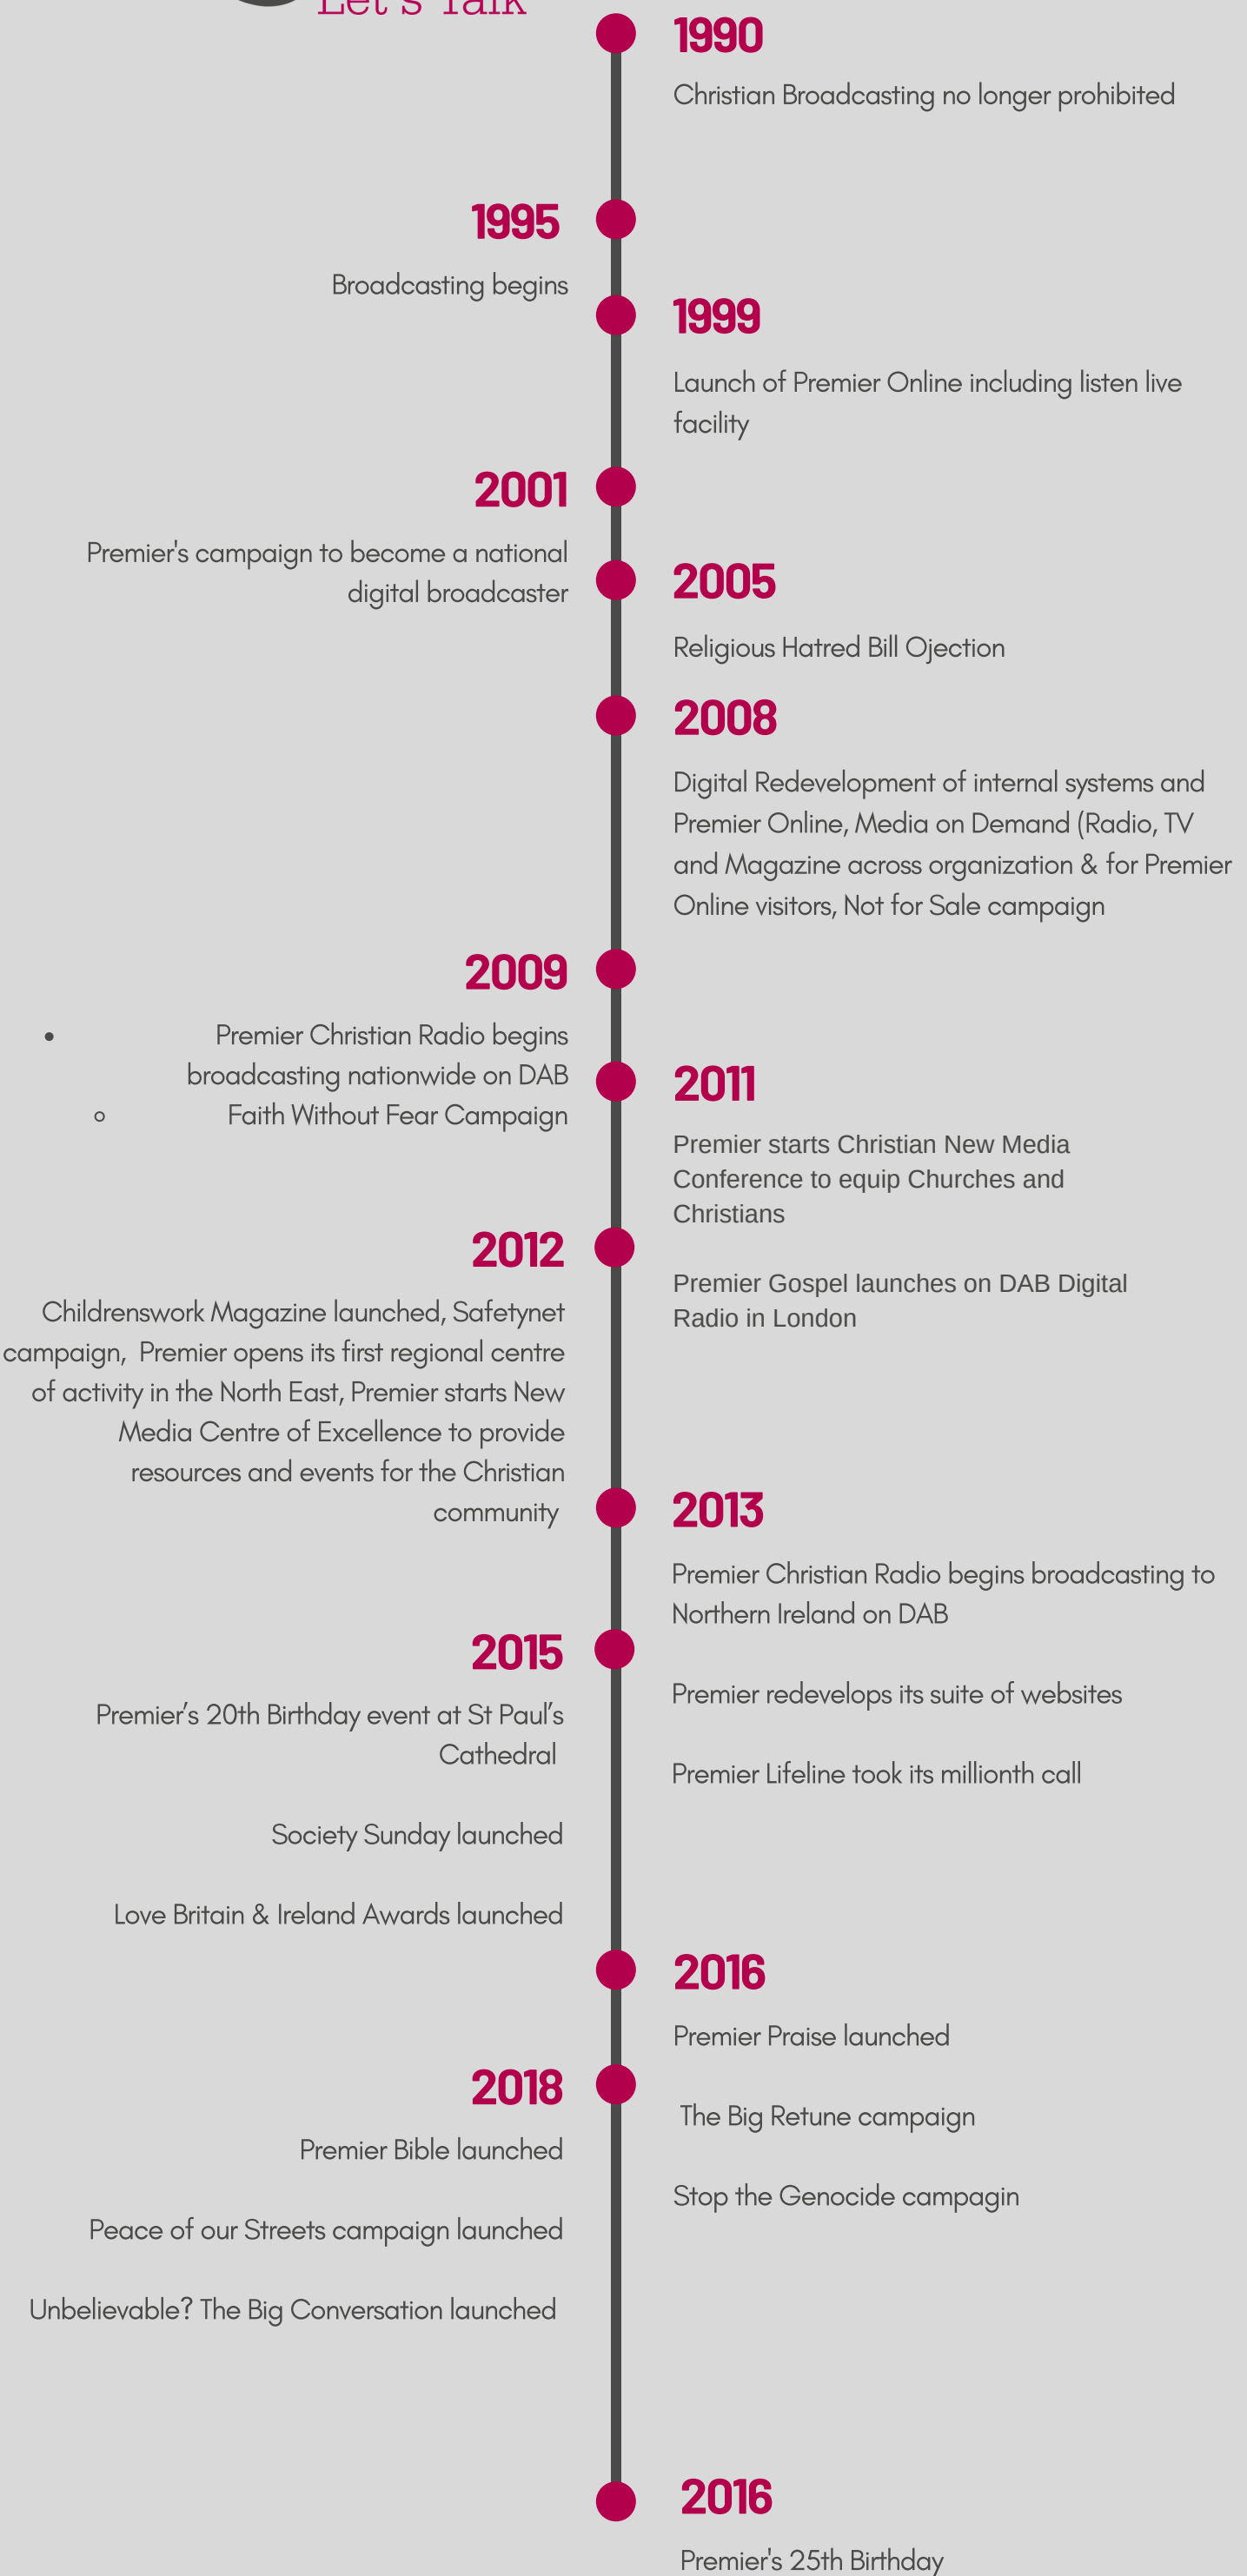 Let's Talk
1990
Christian Broadcasting no longer prohibited
1995
Broadcasting begins
1999
Launch of Premier Online including listen live
facility
2001
Premier's campaign to become a national
digital broadcaster
2005
Religious Hatred Bill Ojection
2008
Digital Redevelopment of internal systems and
Premier Online, Media on Demand (Radio, TV
and Magazine across organization & for Premier
Online visitors, Not for Sale campaign
2009
• Premier Christian Radio begins
broadcasting nationwide on DAB
○ Faith Without Fear Campaign
2011
Premier starts Christian New Media
Conference to equip Churches and
Christians
Premier Gospel launches on DAB Digital
Radio in London
2012
Childrenswork Magazine launched, Safetynet
campaign, Premier opens its first regional centre
of activity in the North East, Premier starts New
Media Centre of Excellence to provide
resources and events for the Christian
community
2013
Premier Christian Radio begins broadcasting to
Northern Ireland on DAB
Premier redevelops its suite of websites
Premier Lifeline took its millionth call
2015
Premier’s 20th Birthday event at St Paul’s
Cathedral
Society Sunday launched
Love Britain & Ireland Awards launched
2016
Premier Praise launched
The Big Retune campaign
Stop the Genocide campagin
2018
Premier Bible launched
Peace of our Streets campaign launched
Unbelievable? The Big Conversation launched
2016
Premier's 25th Birthday